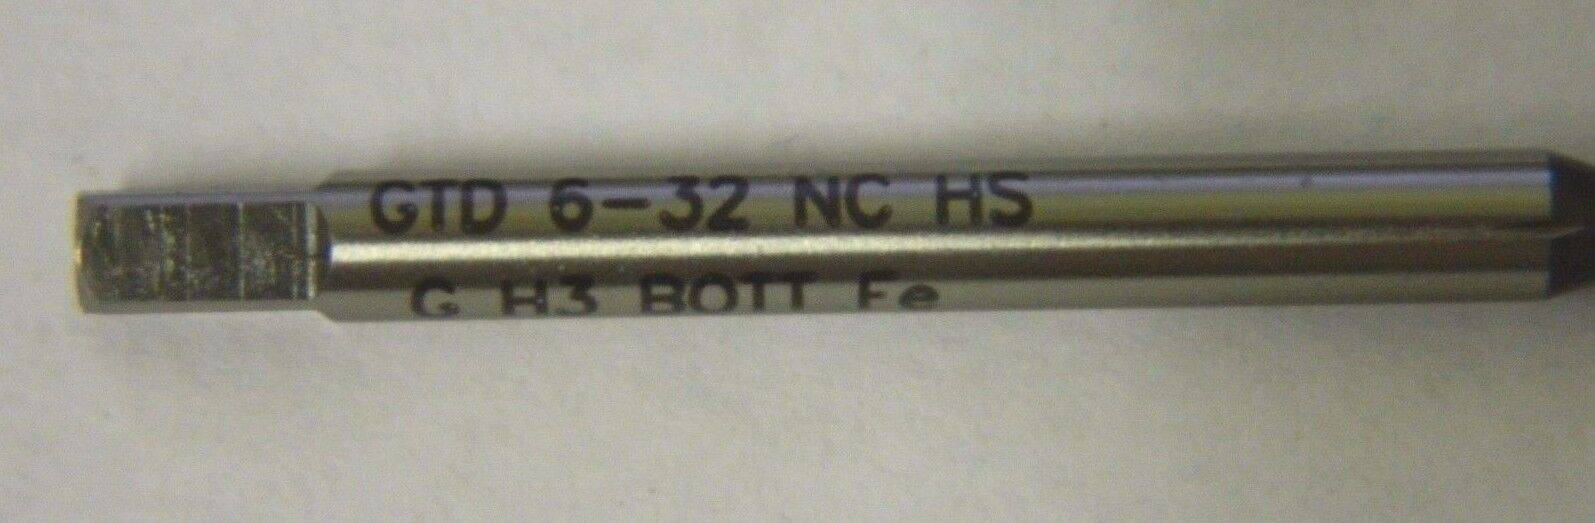 GTD 6-32 NC HS
G H3 BOTT Fe